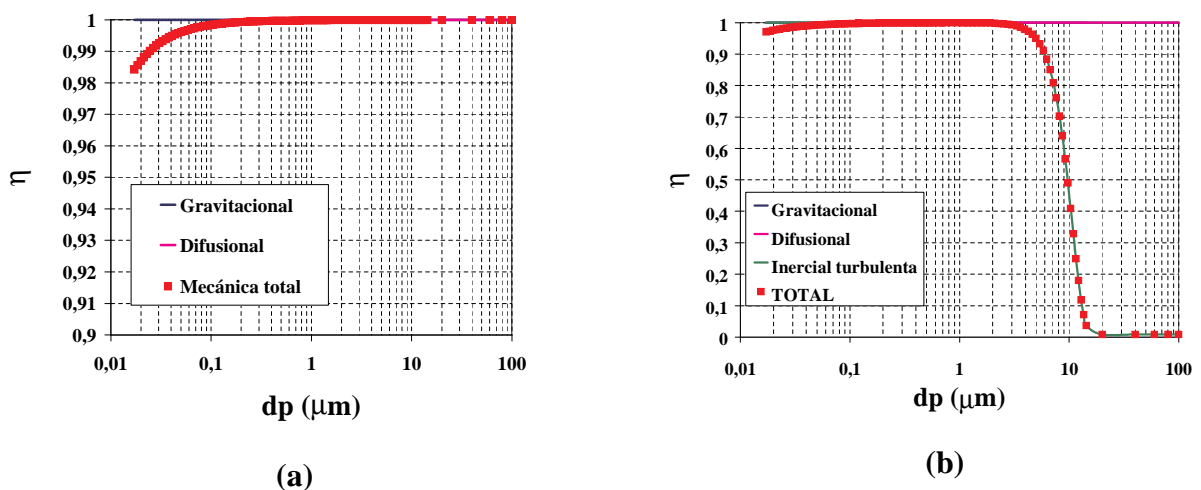 1
0,99
0,98
0,97
0,96
0,95
0,94
0,93
0,92
0,91
0,9
η
Gravitacional
Difusional
Mecánica total
0,01
0,1
1
10
100
dp (μm)
(a)
1
0,9
0,8
0,7
0,6
0,5
0,4
0,3
0,2
0,1
0
η
Gravitacional
Difusional
Inercial turbulenta
TOTAL
0,01
0,1
1
10
100
dp (μm)
(b)